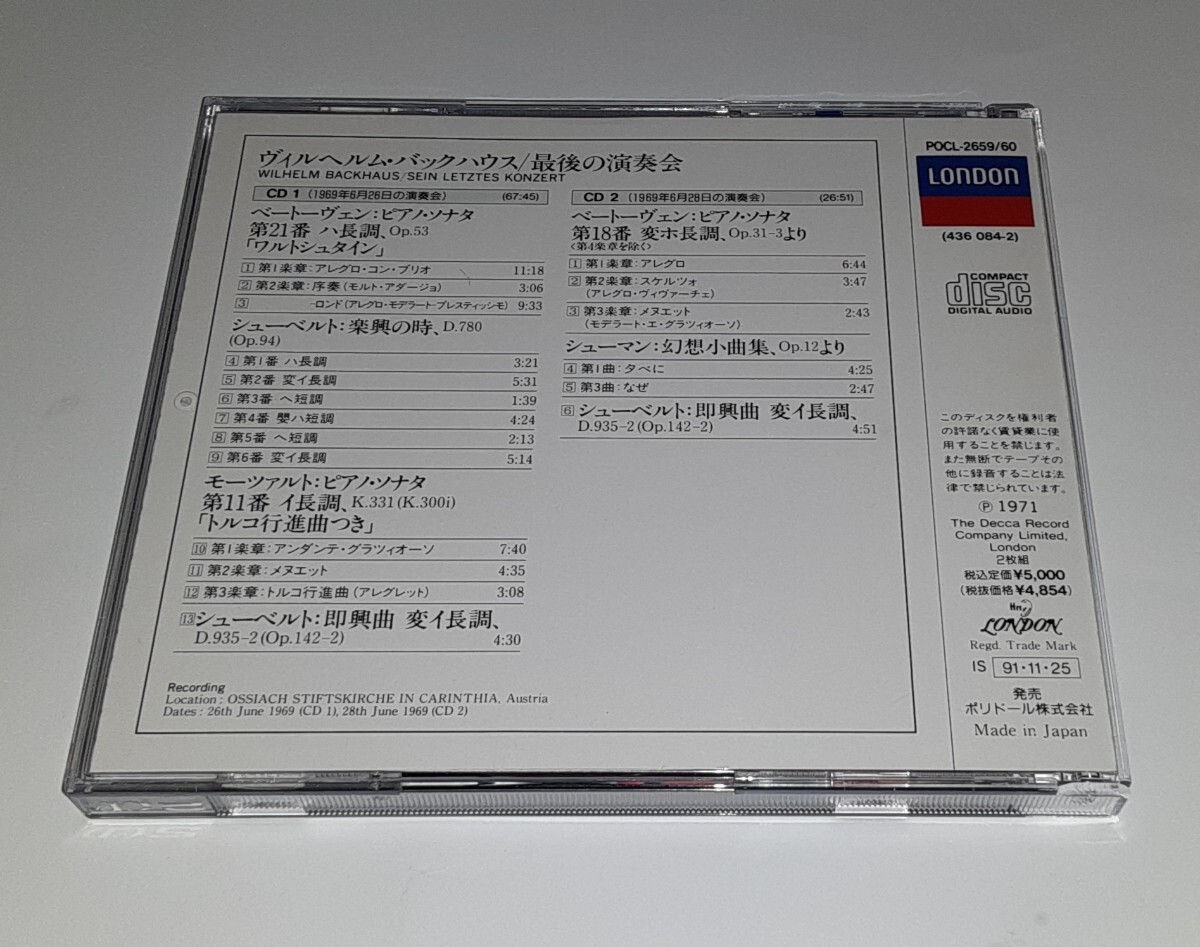 ヴィルヘルム・バックハウス/最後の演奏会
WILHELM BACKHAUS/SEIN LETZTES KONZERT
CD 1 (1969年6月26日の演奏会) (67:45)
ベートーヴェン:ピアノ・ソナタ
第21番 ハ長調、Op.53
「ワルトシュタイン」
1 第1楽章:アレグロ・コン・ブリオ 11:18
2 第2楽章:序奏(モルト・アダージョ) 3:06
3 -ロンド(アレグロ・モデラート-プレスティッシモ) 9:33
シューベルト:楽興の時、D.780
(Op.94)
4 第1番 ハ長調 3:21
5 第2番 変イ長調 5:31
6 第3番 ヘ短調 1:39
7 第4番 嬰ハ短調 4:24
8 第5番 ヘ短調 2:13
9 第6番 変イ長調 5:14
モーツァルト:ピアノ・ソナタ
第11番 イ長調、K.331(K.300i)
「トルコ行進曲つき」
10 第1楽章:アンダンテ・グラツィオーソ 7:40
11 第2楽章:メヌエット 4:35
12 第3楽章:トルコ行進曲(アレグレット) 3:08
13 シューベルト:即興曲 変イ長調、
D.935-2(Op.142-2) 4:30
CD 2 (1969年6月28日の演奏会) (26:51)
ベートーヴェン:ピアノ・ソナタ
第18番 変ホ長調、Op.31-3より
〈第4楽章を除く〉
1 第1楽章:アレグロ 6:44
2 第2楽章:スケルツォ 3:47
(アレグロ・ヴィヴァーチェ)
3 第3楽章:メヌエット 2:43
(モデラート・エ・グラツィオーソ)
シューマン:幻想小曲集、Op.12より
4 第1曲:夕べに 4:25
5 第3曲:なぜ 2:47
6 シューベルト:即興曲 変イ長調、
D.935-2(Op.142-2) 4:51
Recording
Location : OSSIACH STIFTSKIRCHE IN CARINTHIA, Austria
Dates : 26th June 1969 (CD 1), 28th June 1969 (CD 2)
POCL-2659/60
LONDON
(436 084-2)
COMPACT
disc
DIGITAL AUDIO
このディスクを権利者
の許諾なく賃貸業に使
用することを禁じます。
また無断でテープその
他に録音することは法
律で禁じられています。
Ⓟ 1971
The Decca Record
Company Limited,
London
2枚組
税込定価¥5,000
(税抜価格¥4,854)
LONDON
Regd. Trade Mark
IS 91·11·25
発売
ポリドール株式会社
Made in Japan